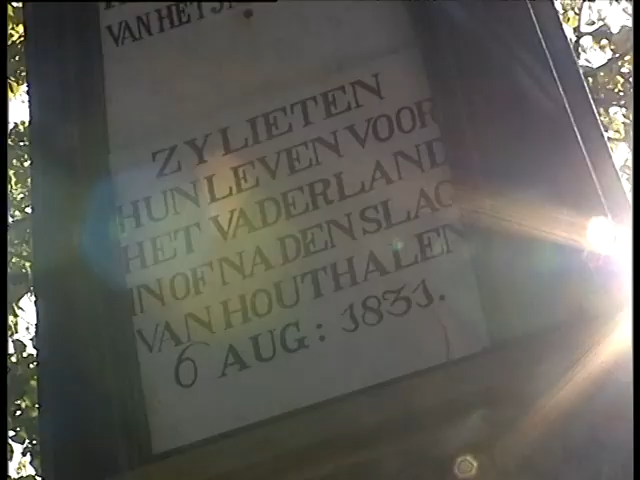 VAN HET
ZY LIETEN
HUN LEVEN VOOR
HET VADERLAND
IN OF NA DEN SLAG
VAN HOUTHALEN
6 AUG: 1831.